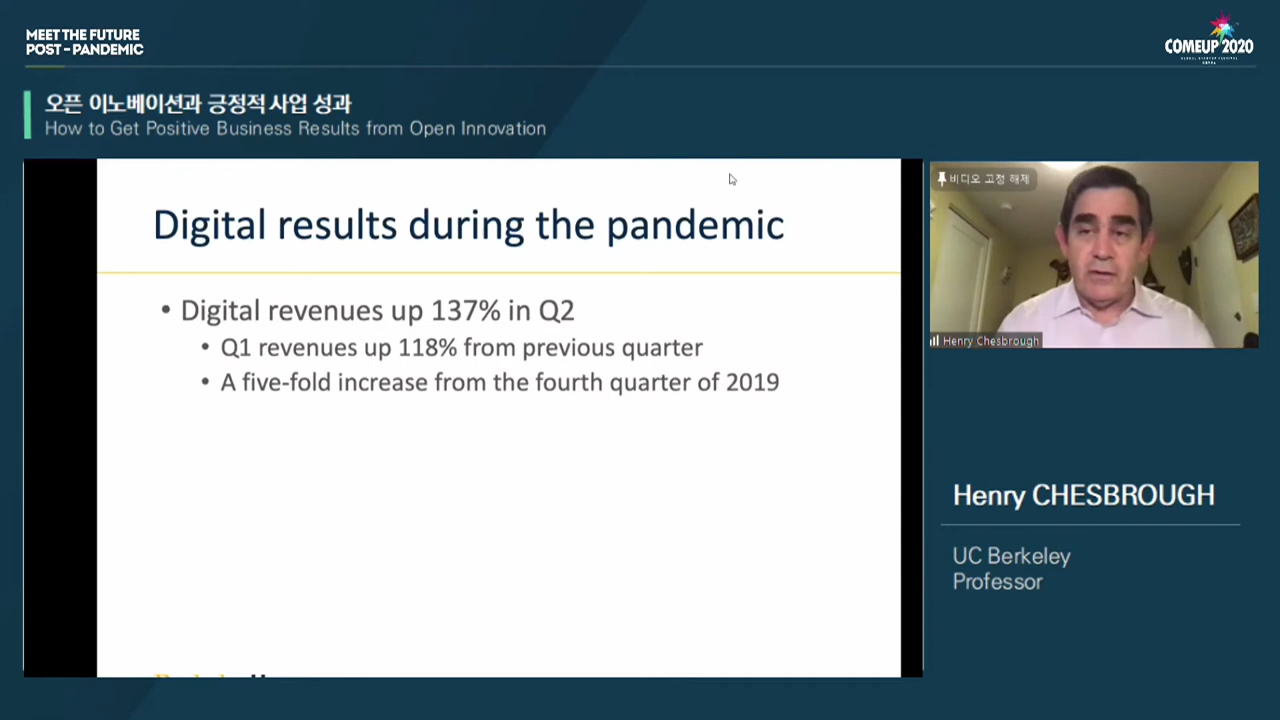 MEET THE FUTURE
POST – PANDEMIC
COMEUP 2020
오픈 이노베이션과 긍정적 사업 성과
How to Get Positive Business Results from Open Innovation
Digital results during the pandemic
• Digital revenues up 137% in Q2
• Q1 revenues up 118% from previous quarter
• A five-fold increase from the fourth quarter of 2019
비디오 고정 해제
Henry Chesbrough
Henry CHESBROUGH
UC Berkeley
Professor